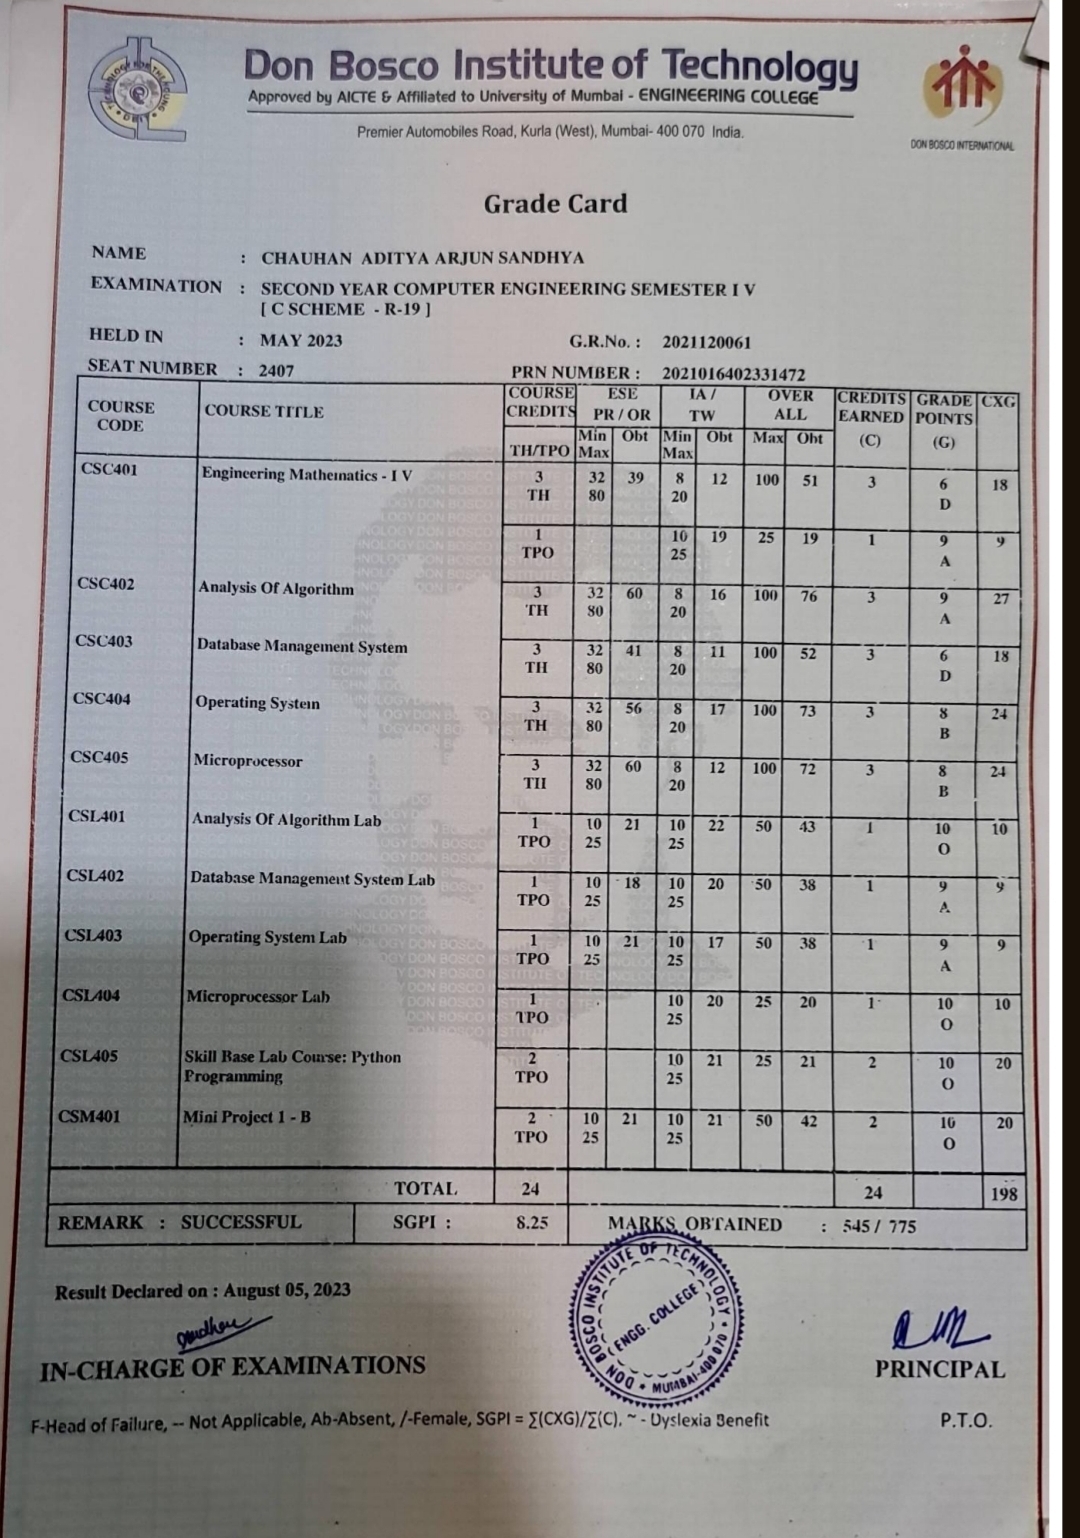 Don Bosco Institute of Technology
Approved by AICTE & Affiliated to University of Mumbai - ENGINEERING COLLEGE
Premier Automobiles Road, Kurla (West), Mumbai- 400 070 India.
DON BOSCO INTERNATIONAL
Grade Card
NAME : CHAUHAN ADITYA ARJUN SANDHYA
EXAMINATION : SECOND YEAR COMPUTER ENGINEERING SEMESTER I V
[ C SCHEME - R-19 ]
HELD IN : MAY 2023 G.R.No. : 2021120061
SEAT NUMBER : 2407 PRN NUMBER : 2021016402331472
COURSE CODE COURSE TITLE COURSE CREDITS ESE PR / OR IA / TW OVER ALL CREDITS EARNED (C) GRADE POINTS (G) CXG
TH/TPO Min Max Obt Min Max Obt Max Obt
CSC401 Engineering Mathematics - I V 3 32 39 8 12 100 51 3 6 18
TH 80 20 D
1 10 19 25 19 1 9 9
TPO 25 A
CSC402 Analysis Of Algorithm 3 32 60 8 16 100 76 3 9 27
TH 80 20 A
CSC403 Database Management System 3 32 41 8 11 100 52 3 6 18
TH 80 20 D
CSC404 Operating System 3 32 56 8 17 100 73 3 8 24
TH 80 20 B
CSC405 Microprocessor 3 32 60 8 12 100 72 3 8 24
TH 80 20 B
CSL401 Analysis Of Algorithm Lab 1 10 21 10 22 50 43 1 10 10
TPO 25 25 O
CSL402 Database Management System Lab 1 10 18 10 20 50 38 1 9 9
TPO 25 25 A
CSL403 Operating System Lab 1 10 21 10 17 50 38 1 9 9
TPO 25 25 A
CSL404 Microprocessor Lab 1 10 20 25 20 1 10 10
TPO 25 O
CSL405 Skill Base Lab Course: Python 2 10 21 25 21 2 10 20
Programming TPO 25 O
CSM401 Mini Project 1 - B 2 10 21 10 21 50 42 2 10 20
TPO 25 25 O
TOTAL 24 24 198
REMARK : SUCCESSFUL SGPI : 8.25 MARKS OBTAINED : 545 / 775
Result Declared on : August 05, 2023
DON BOSCO INSTITUTE OF TECHNOLOGY
ENGG. COLLEGE
MUMBAI-400 070
IN-CHARGE OF EXAMINATIONS PRINCIPAL
F-Head of Failure, -- Not Applicable, Ab-Absent, /-Female, SGPI = ∑(CXG)/∑(C). ~ - Dyslexia Benefit P.T.O.